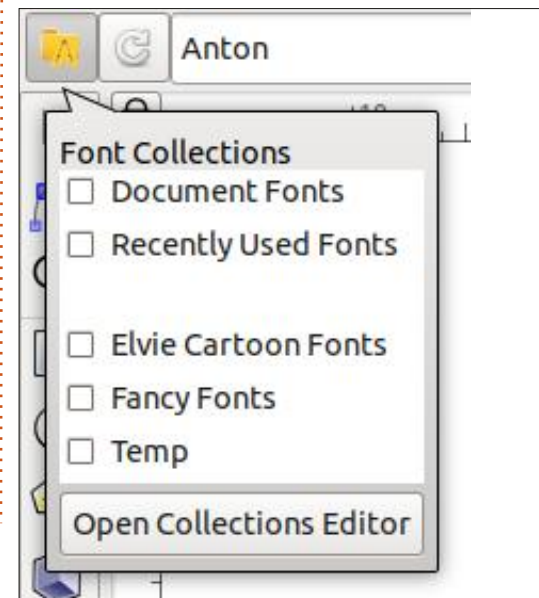 Anton
Font Collections
Document Fonts
Recently Used Fonts
Elvie Cartoon Fonts
Fancy Fonts
Temp
Open Collections Editor